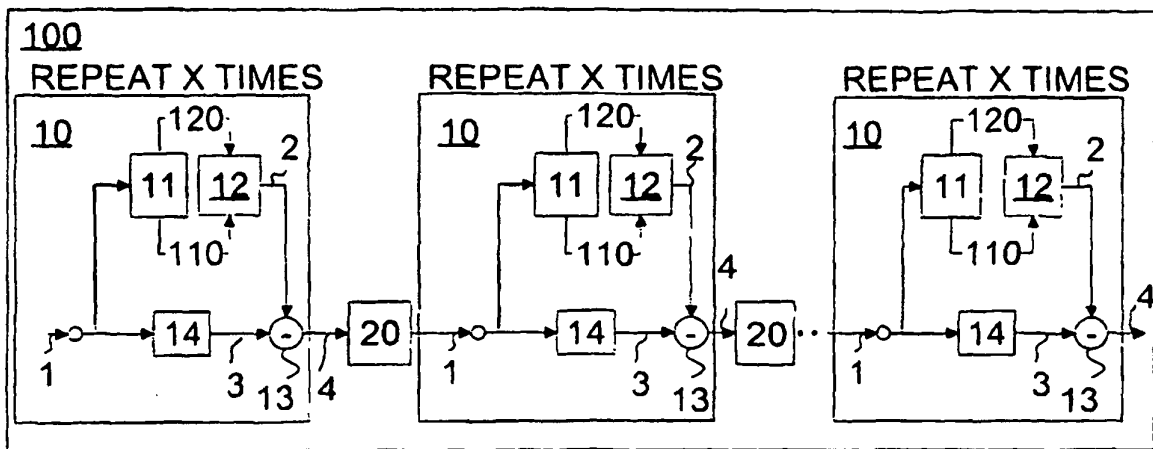 100
REPEAT X TIMES REPEAT X TIMES REPEAT X TIMES
10 120 2 10 120 2 10 120 2
11 12 11 12 11 12
110 110 110
4 4
14 20 14 20 ·· 14
1 3 4 1 3 1 3
13 13 13